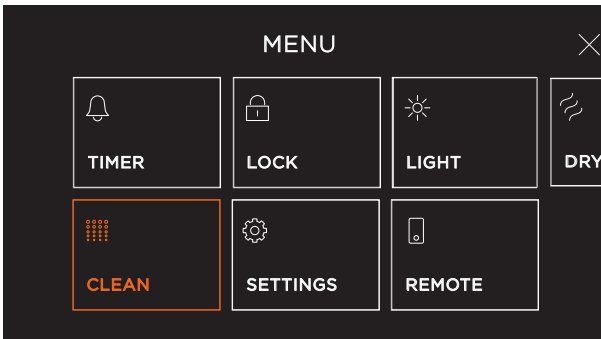 MENU
TIMER
LOCK
LIGHT
DRY
CLEAN
SETTINGS
REMOTE